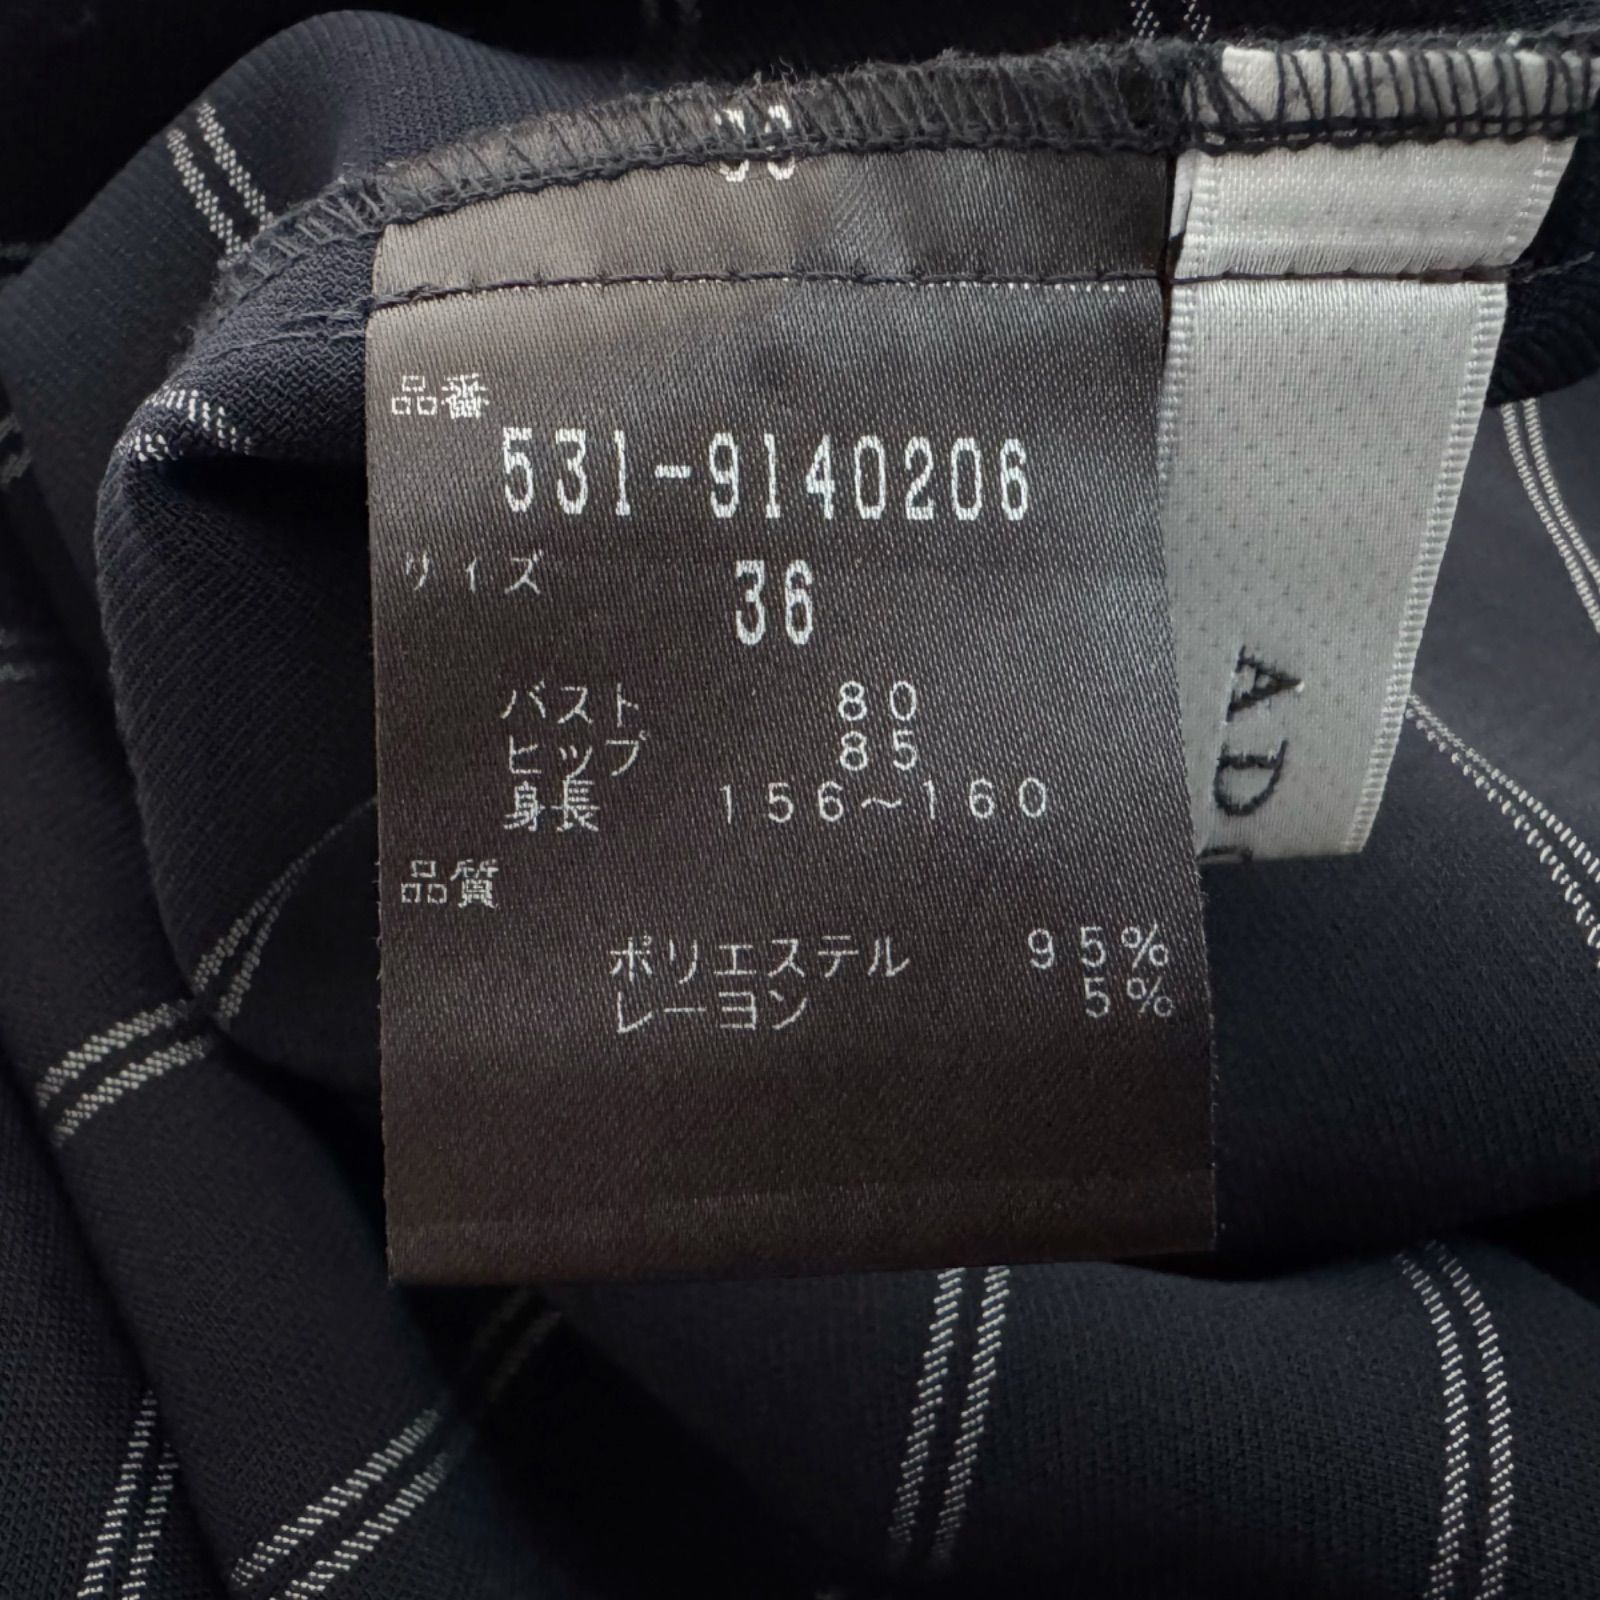 品番
531-9140206
サイズ 36
バスト 80
ヒップ 85
身長 156～160
品質
ポリエステル 95%
レーヨン 5%